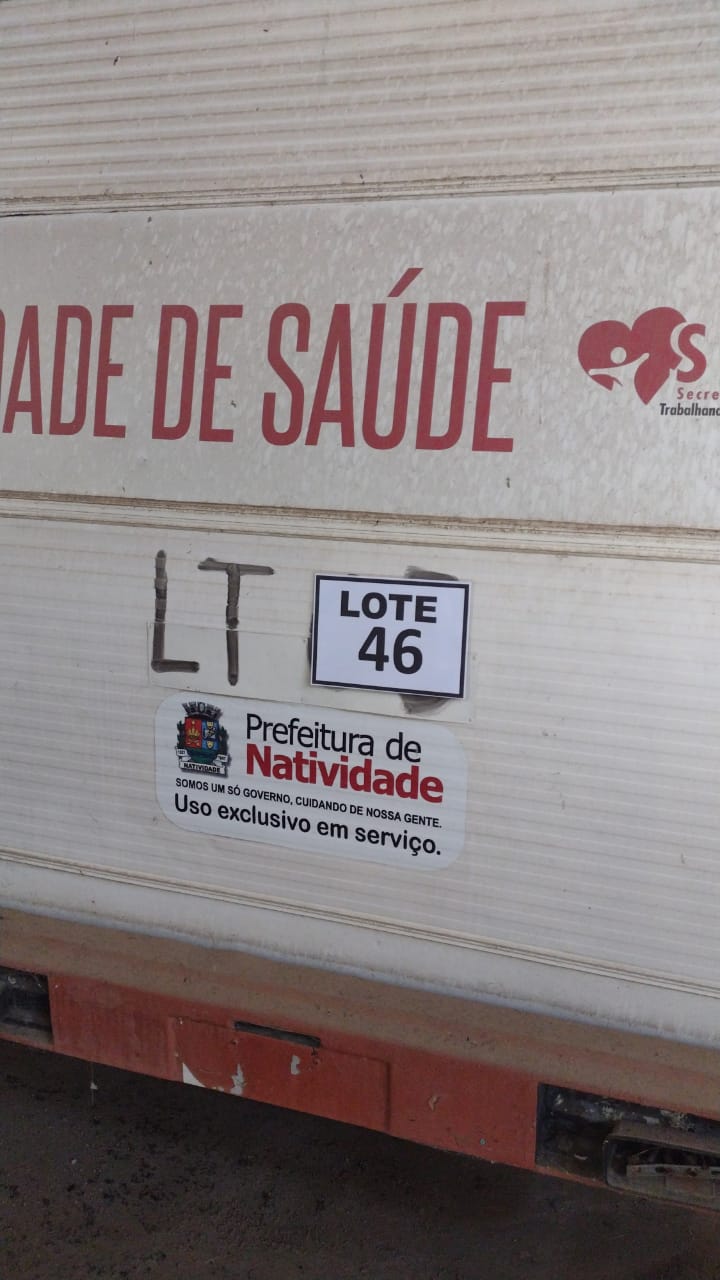 DADE DE SAÚDE
S
Secre
Trabalhand
LT
LOTE
46
Prefeitura de
Natividade
NATIVIDADE
SOMOS UM SÓ GOVERNO, CUIDANDO DE NOSSA GENTE.
Uso exclusivo em serviço.